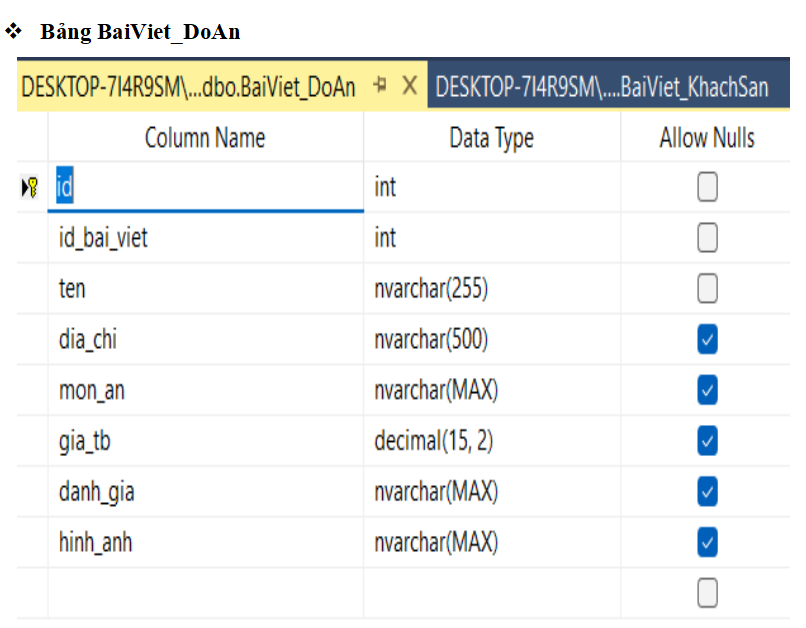 ❖ Bảng BaiViet_DoAn
DESKTOP-7I4R9SM\...dbo.BaiViet_DoAn DESKTOP-7I4R9SM\....BaiViet_KhachSan
Column Name Data Type Allow Nulls
id int
id_bai_viet int
ten nvarchar(255)
dia_chi nvarchar(500)
mon_an nvarchar(MAX)
gia_tb decimal(15, 2)
danh_gia nvarchar(MAX)
hinh_anh nvarchar(MAX)